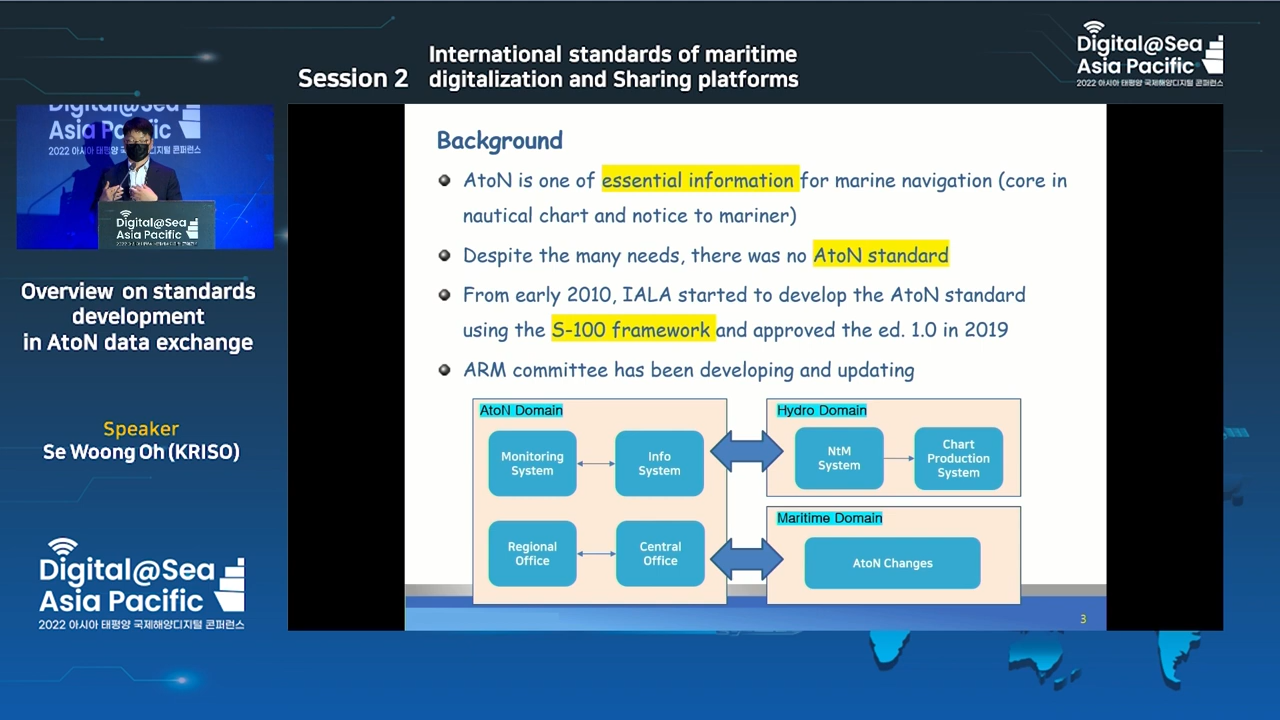 Session 2
International standards of maritime
digitalization and Sharing platforms
Digital@Sea
Asia Pacific
2022 아시아 태평양 국제해양디지털 콘퍼런스
Digital@Sea
Asia Pacific
2022 아시아 태평양 국제해양디지털 콘퍼런스
Digital@Sea
Asia Pacific
Overview on standards
development
in AtoN data exchange
Speaker
Se Woong Oh (KRISO)
Digital@Sea
Asia Pacific
2022 아시아 태평양 국제해양디지털 콘퍼런스
Background
AtoN is one of essential information for marine navigation (core in
nautical chart and notice to mariner)
Despite the many needs, there was no AtoN standard
From early 2010, IALA started to develop the AtoN standard
using the S-100 framework and approved the ed. 1.0 in 2019
ARM committee has been developing and updating
AtoN Domain
Monitoring
System
Info
System
Regional
Office
Central
Office
Hydro Domain
NtM
System
Chart
Production
System
Maritime Domain
AtoN Changes
3